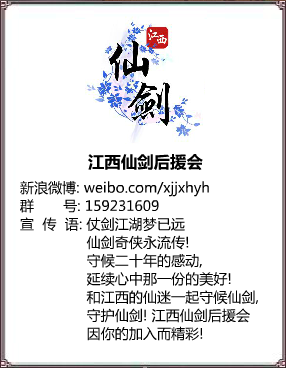 江西
仙剑
江西仙剑后援会
新浪微博: weibo.com/xjjxhyh
群 号: 159231609
宣 传 语: 仗剑江湖梦已远
仙剑奇侠永流传!
守候二十年的感动,
延续心中那一份的美好!
和江西的仙迷一起守候仙剑,
守护仙剑! 江西仙剑后援会
因你的加入而精彩!